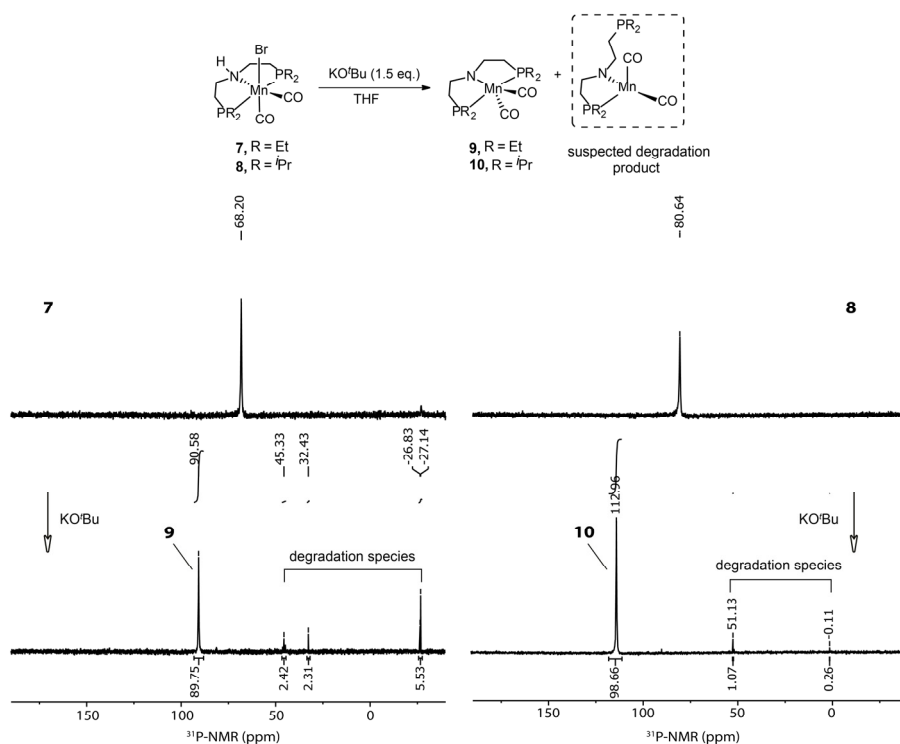 Br
H
N
PR2
Mn
CO
PR2
CO
KOtBu (1.5 eq.)
THF
N
PR2
Mn
CO
PR2
CO
+
PR2
CO
N
Mn
CO
PR2
7, R = Et
8, R = iPr
9, R = Et
10, R = iPr
suspected degradation
product
68.20
80.64
7
8
90.58
45.33
32.43
-26.83
-27.14
112.96
KOtBu
9
degradation species
89.75
2.42
2.31
5.53
KOtBu
10
degradation species
51.13
-0.11
98.66
1.07
0.26
150 100 50 0
31P-NMR (ppm)
150 100 50 0
31P-NMR (ppm)